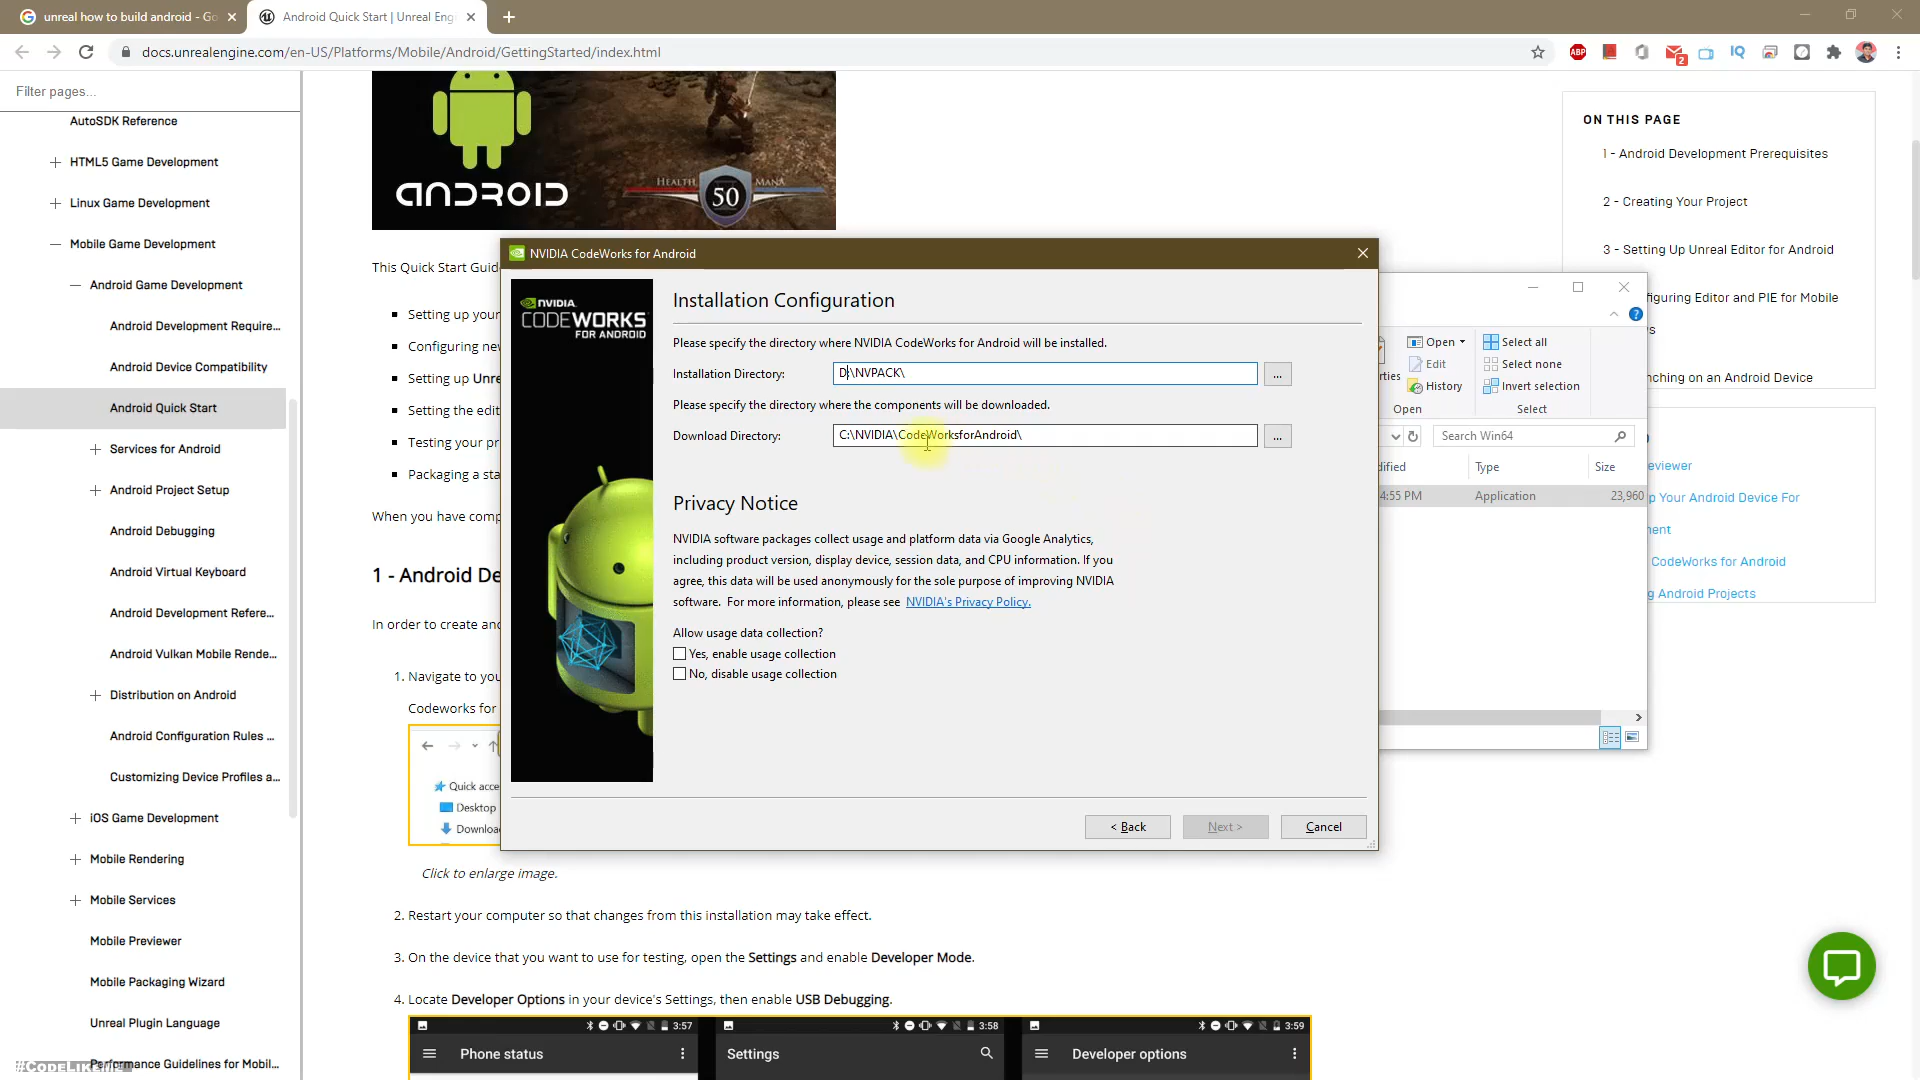 unreal how to build android - Go
Android Quick Start | Unreal Eng
docs.unrealengine.com/en-US/Platforms/Mobile/Android/GettingStarted/index.html
ABP
2
IQ
Filter pages...
AutoSDK Reference
HTML5 Game Development
Linux Game Development
Mobile Game Development
Android Game Development
Android Development Require...
Android Device Compatibility
Android Quick Start
Services for Android
Android Project Setup
Android Debugging
Android Virtual Keyboard
Android Development Refere...
Android Vulkan Mobile Rende...
Distribution on Android
Android Configuration Rules ...
Customizing Device Profiles a...
iOS Game Development
Mobile Rendering
Mobile Services
Mobile Previewer
Mobile Packaging Wizard
Unreal Plugin Language
Performance Guidelines for Mobil...
#CODELIKEME
ANDROID
HEALTH
MANA
50
This Quick Start Guid
Setting up your
Configuring new
Setting up Unre
Setting the edit
Testing your pr
Packaging a sta
When you have comp
1 - Android De
In order to create and
1. Navigate to you
Codeworks for
Quick acce
Desktop
Downloa
Click to enlarge image.
2. Restart your computer so that changes from this installation may take effect.
3. On the device that you want to use for testing, open the Settings and enable Developer Mode.
4. Locate Developer Options in your device's Settings, then enable USB Debugging.
3:57
Phone status
3:58
Settings
3:59
Developer options
NVIDIA CodeWorks for Android
NVIDIA.
CODEWORKS
FOR ANDROID
Installation Configuration
Please specify the directory where NVIDIA CodeWorks for Android will be installed.
Installation Directory:
D:\NVPACK\
...
Please specify the directory where the components will be downloaded.
Download Directory:
C:\NVIDIA\CodeWorksforAndroid\
...
Privacy Notice
NVIDIA software packages collect usage and platform data via Google Analytics,
including product version, display device, session data, and CPU information. If you
agree, this data will be used anonymously for the sole purpose of improving NVIDIA
software. For more information, please see NVIDIA's Privacy Policy.
Allow usage data collection?
Yes, enable usage collection
No, disable usage collection
< Back
Next >
Cancel
Open
Edit
History
Open
Select all
Select none
Invert selection
Select
rties
Search Win64
dified
Type
Size
4:55 PM
Application
23,960
ON THIS PAGE
1 - Android Development Prerequisites
2 - Creating Your Project
3 - Setting Up Unreal Editor for Android
figuring Editor and PIE for Mobile
s
nching on an Android Device
eviewer
p Your Android Device For
ment
CodeWorks for Android
g Android Projects